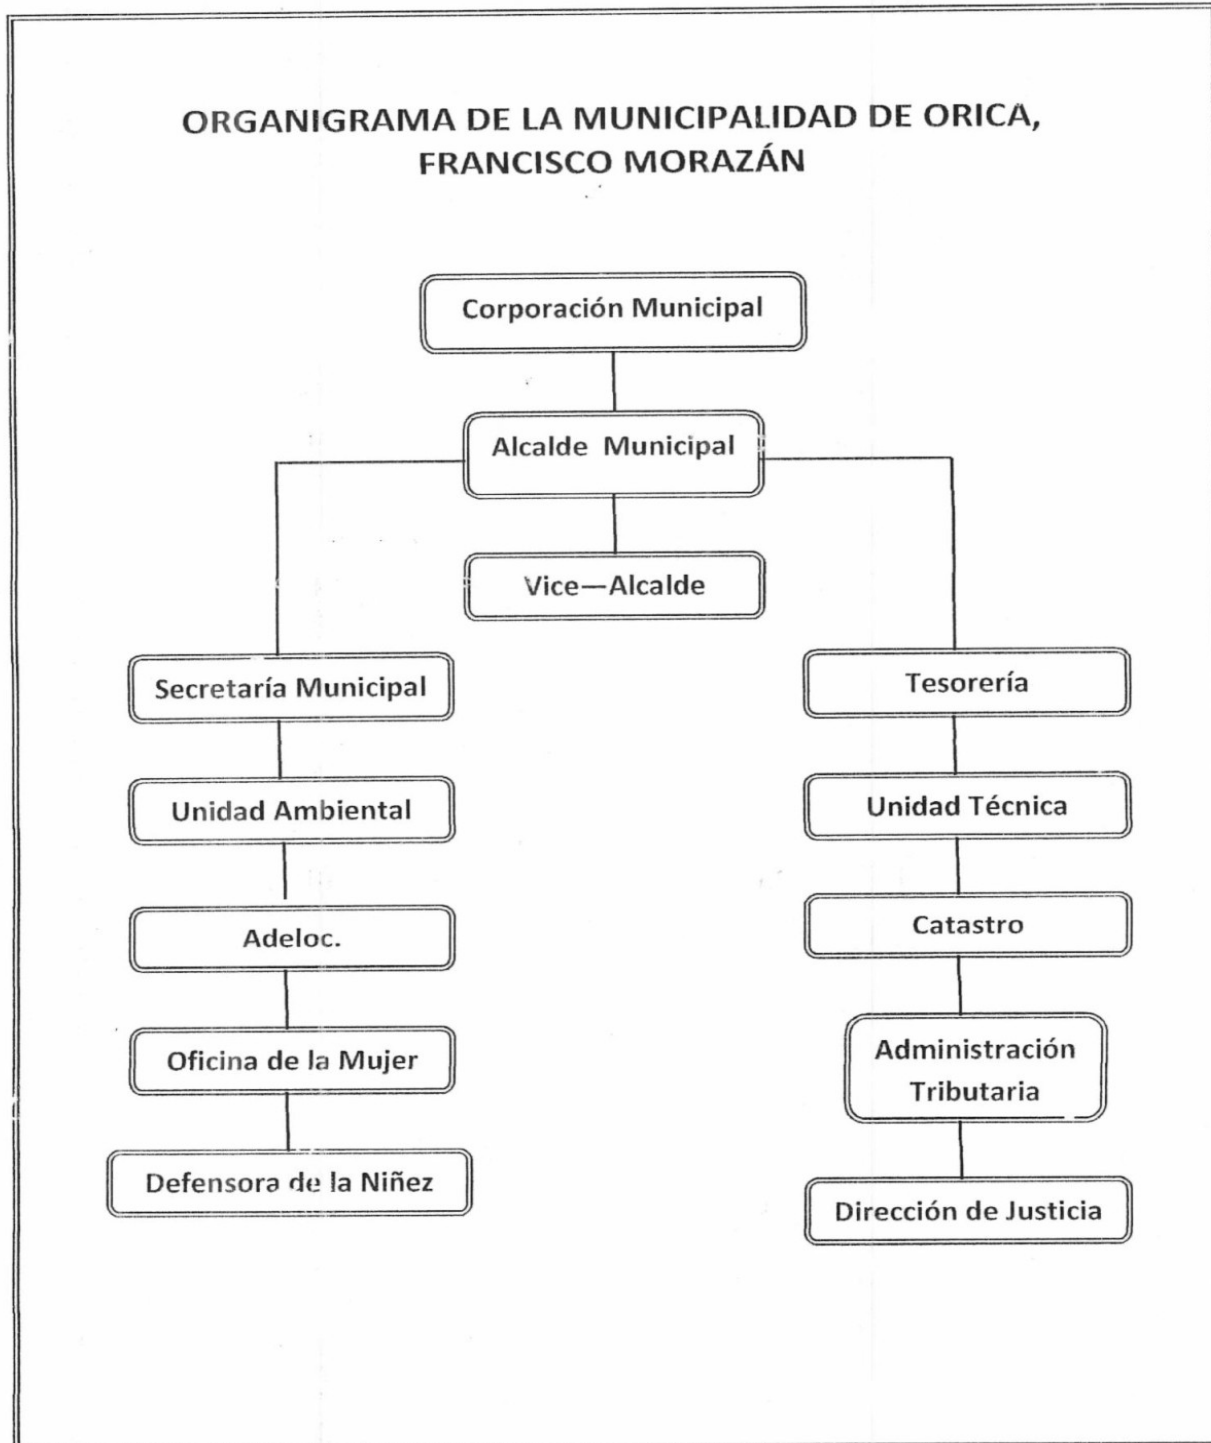 ORGANIGRAMA DE LA MUNICIPALIDAD DE ORICA,
FRANCISCO MORAZÁN
Corporación Municipal
Alcalde Municipal
Vice—Alcalde
Secretaría Municipal
Unidad Ambiental
Adeloc.
Oficina de la Mujer
Defensora de la Niñez
Tesorería
Unidad Técnica
Catastro
Administración
Tributaria
Dirección de Justicia